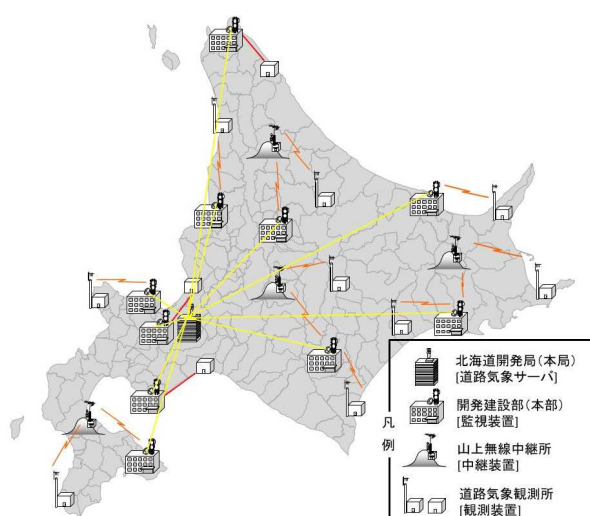 凡例
北海道開発局(本局)
[道路気象サーバ]
開発建設部(本部)
[監視装置]
山上無線中継所
[中継装置]
道路気象観測所
[観測装置]